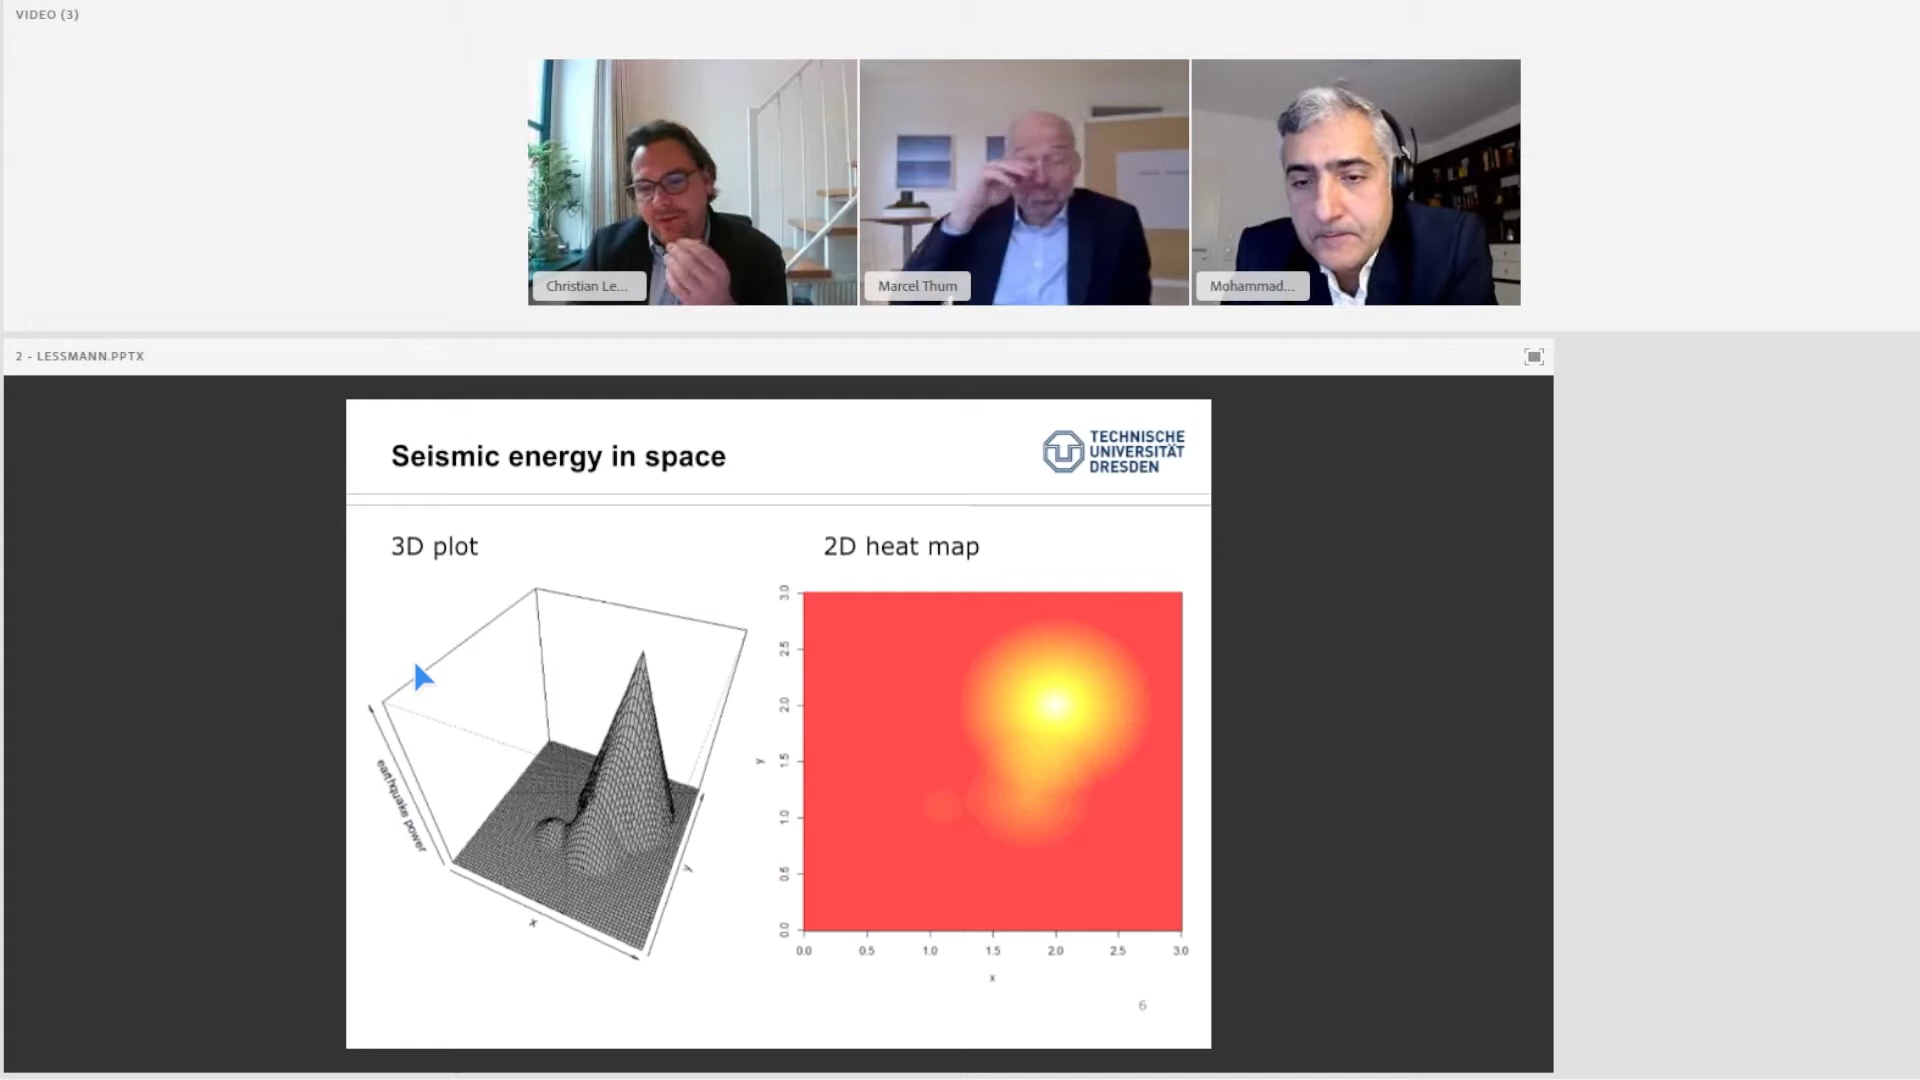 VIDEO (3)
Christian Le...
Marcel Thum
Mohammad...
2 - LESSMANN.PPTX
Seismic energy in space
TECHNISCHE
UNIVERSITÄT
DRESDEN
3D plot
2D heat map
earthquake power
x
y
3.0
2.5
2.0
1.5
1.0
0.5
0.0
y
0.0 0.5 1.0 1.5 2.0 2.5 3.0
x
6